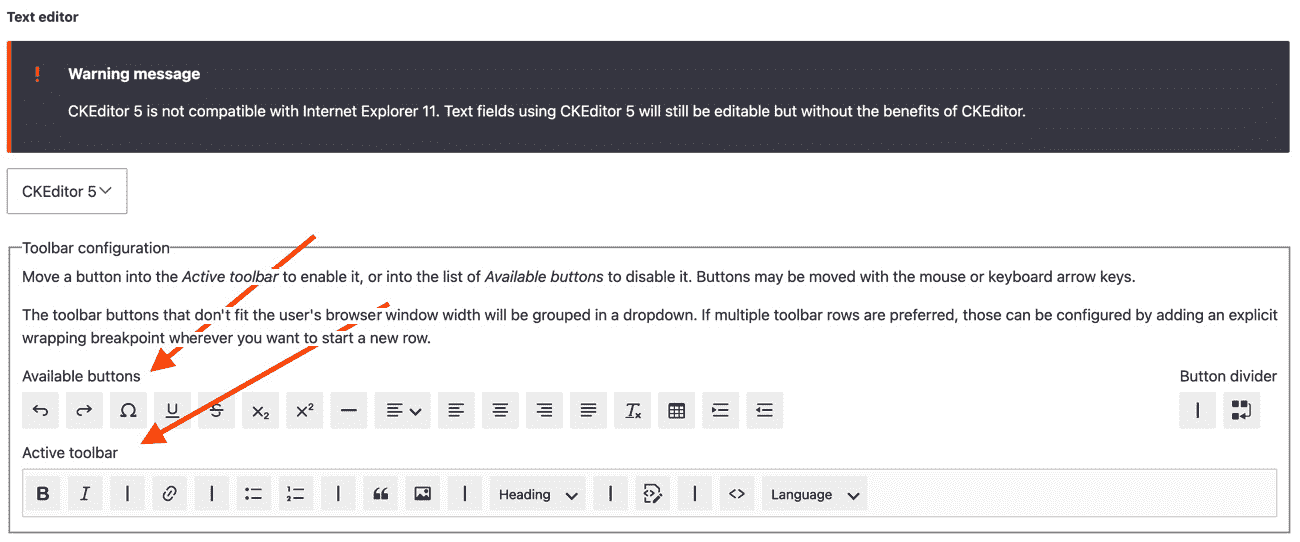 Text editor
Warning message
CKEditor 5 is not compatible with Internet Explorer 11. Text fields using CKEditor 5 will still be editable but without the benefits of CKEditor.
CKEditor 5
Toolbar configuration
Move a button into the Active toolbar to enable it, or into the list of Available buttons to disable it. Buttons may be moved with the mouse or keyboard arrow keys.
The toolbar buttons that don't fit the user's browser window width will be grouped in a dropdown. If multiple toolbar rows are preferred, those can be configured by adding an explicit
wrapping breakpoint wherever you want to start a new row.
Available buttons
Button divider
Active toolbar
Heading
Language